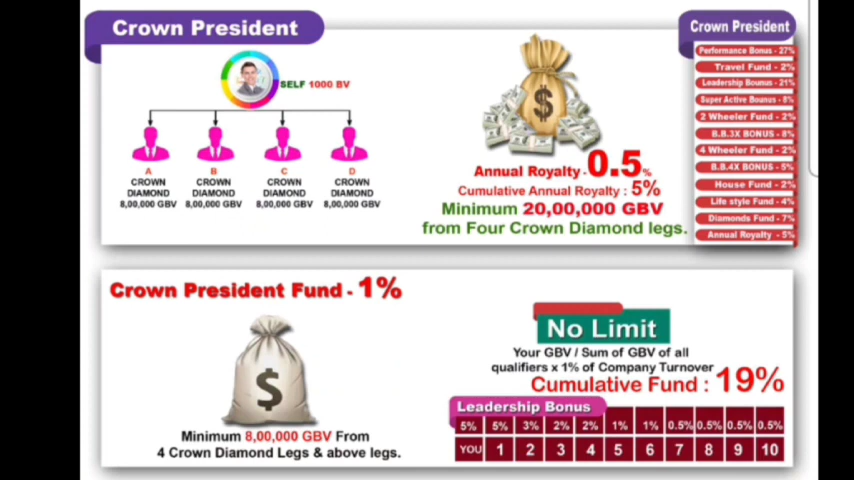 Crown President
SELF 1000 BV
A B C D
CROWN CROWN CROWN CROWN
DIAMOND DIAMOND DIAMOND DIAMOND
8,00,000 GBV 8,00,000 GBV 8,00,000 GBV 8,00,000 GBV
Annual Royalty - 0.5%
Cumulative Annual Royalty : 5%
Minimum 20,00,000 GBV
from Four Crown Diamond legs.
Crown President
Performance Bonus - 27%
Travel Fund - 2%
Leadership Bounus - 21%
Super Active Bounus - 8%
2 Wheeler Fund - 2%
B.B.3X BONUS - 8%
4 Wheeler Fund - 2%
B.B.4X BONUS - 5%
House Fund - 2%
Life style Fund - 4%
Diamonds Fund - 7%
Annual Royalty - 5%
Crown President Fund - 1%
$
Minimum 8,00,000 GBV From
4 Crown Diamond Legs & above legs.
No Limit
Your GBV / Sum of GBV of all
qualifiers x 1% of Company Turnover
Cumulative Fund : 19%
Leadership Bonus
5% 5% 3% 2% 2% 1% 1% 0.5% 0.5% 0.5% 0.5%
YOU 1 2 3 4 5 6 7 8 9 10